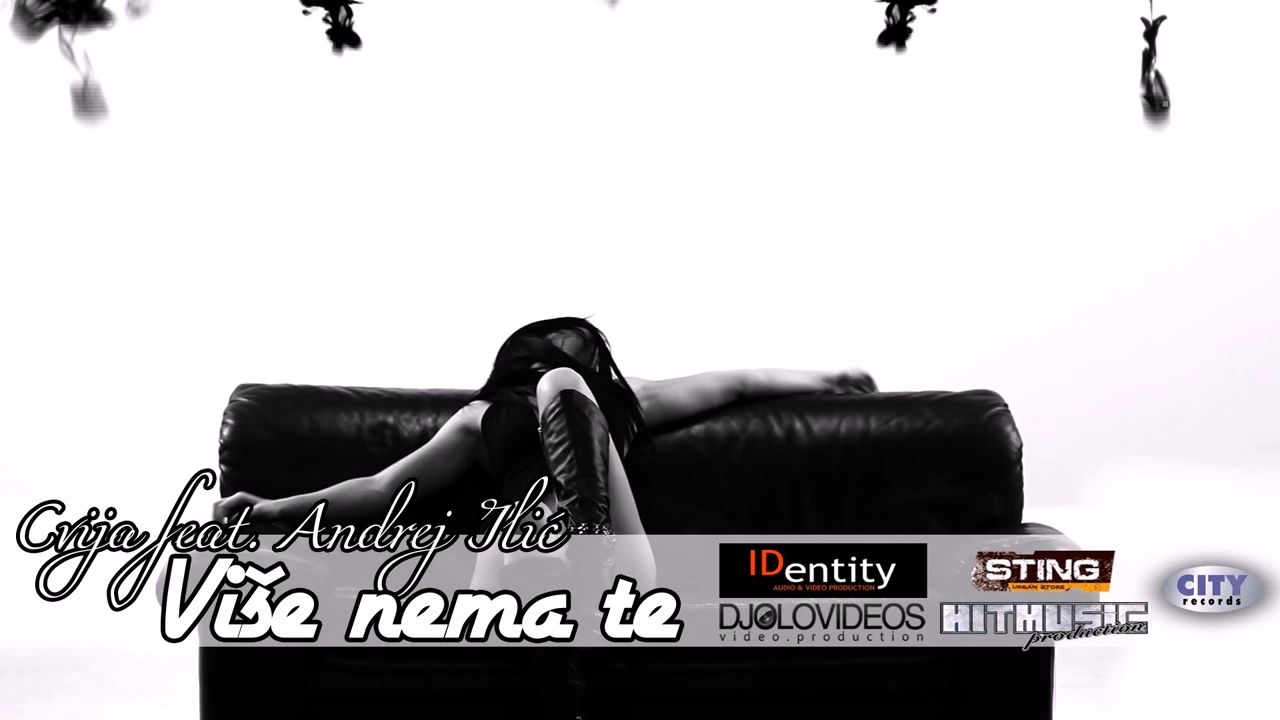 Cvija feat. Andrej Ilić
Više nema te
IDentity
AUDIO & VIDEO PRODUCTION
DJOLOVIDEOS
video.production
STING
URBAN STORE
HITMUSIC
production
CITY
records